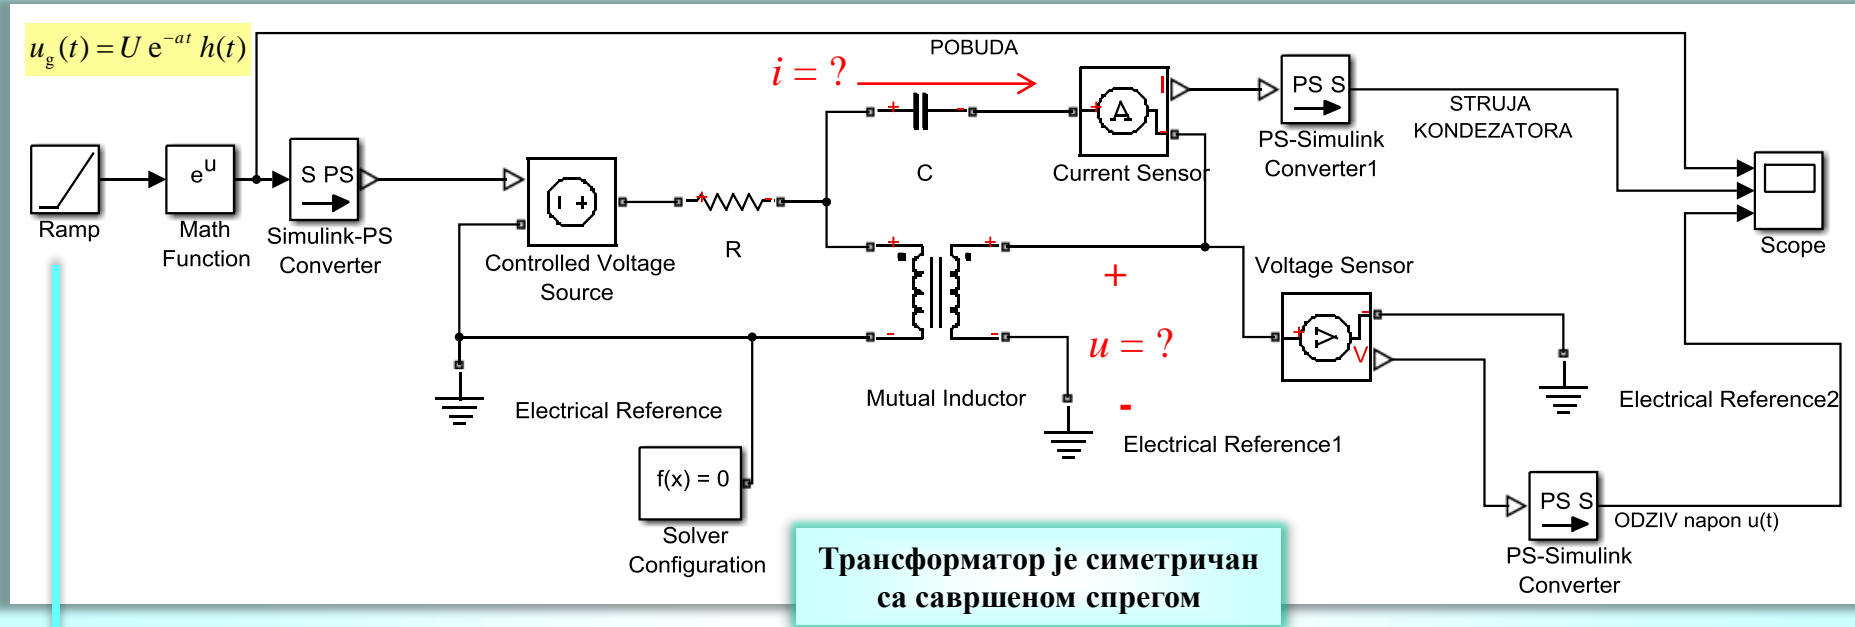 u_g(t) = U e^{-at} h(t)
POBUDA
i = ?
I
PS S
STRUJA
KONDEZATORA
PS-Simulink
Converter1
A
Current Sensor
C
e^u
S PS
Ramp
Math
Function
Simulink-PS
Converter
Controlled Voltage
Source
R
Scope
+
Voltage Sensor
u = ?
V
-
Mutual Inductor
Electrical Reference
Electrical Reference1
Electrical Reference2
f(x) = 0
Solver
Configuration
PS S
ODZIV napon u(t)
PS-Simulink
Converter
Трансформатор је симетричан
са савршеном спрегом